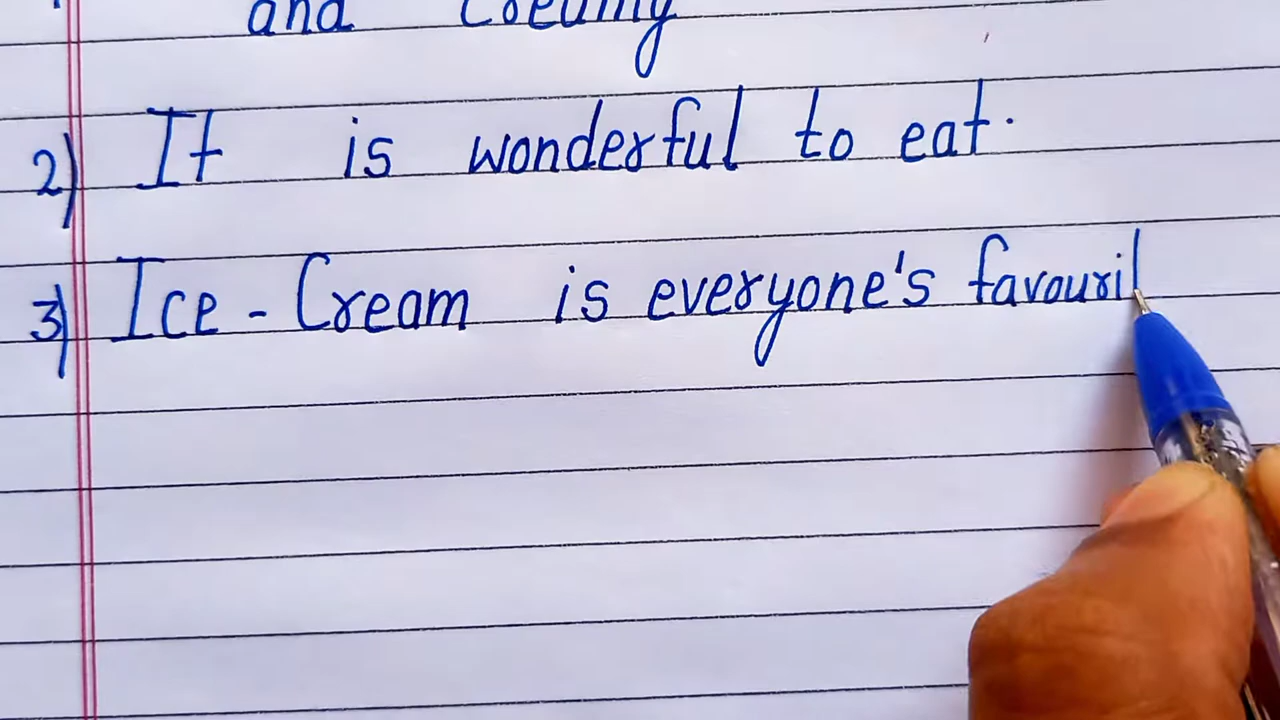 and Creamy
2) It is wonderful to eat.
3) Ice-Cream is everyone's favouri